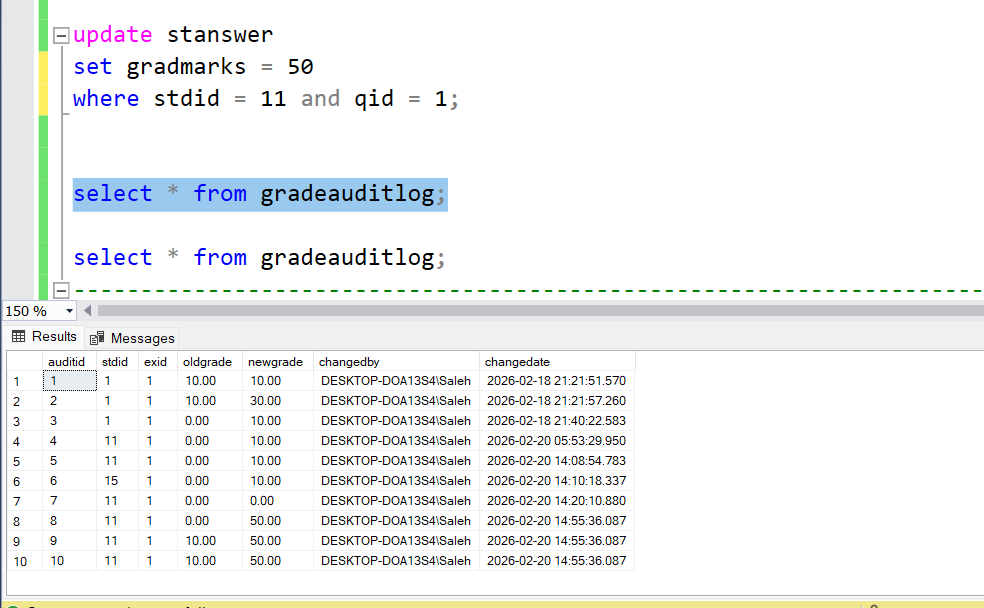 update stanswer
set gradmarks = 50
where stdid = 11 and qid = 1;
select * from gradeauditlog;
select * from gradeauditlog;
--------------------------------------------------------------------
150 %
Results Messages
auditid stdid exid oldgrade newgrade changedby changedate
1 1 1 1 10.00 10.00 DESKTOP-DOA13S4\Saleh 2026-02-18 21:21:51.570
2 2 1 1 10.00 30.00 DESKTOP-DOA13S4\Saleh 2026-02-18 21:21:57.260
3 3 1 1 0.00 10.00 DESKTOP-DOA13S4\Saleh 2026-02-18 21:40:22.583
4 4 11 1 0.00 10.00 DESKTOP-DOA13S4\Saleh 2026-02-20 05:53:29.950
5 5 11 1 0.00 10.00 DESKTOP-DOA13S4\Saleh 2026-02-20 14:08:54.783
6 6 15 1 0.00 10.00 DESKTOP-DOA13S4\Saleh 2026-02-20 14:10:18.337
7 7 11 1 0.00 0.00 DESKTOP-DOA13S4\Saleh 2026-02-20 14:20:10.880
8 8 11 1 0.00 50.00 DESKTOP-DOA13S4\Saleh 2026-02-20 14:55:36.087
9 9 11 1 10.00 50.00 DESKTOP-DOA13S4\Saleh 2026-02-20 14:55:36.087
10 10 11 1 10.00 50.00 DESKTOP-DOA13S4\Saleh 2026-02-20 14:55:36.087